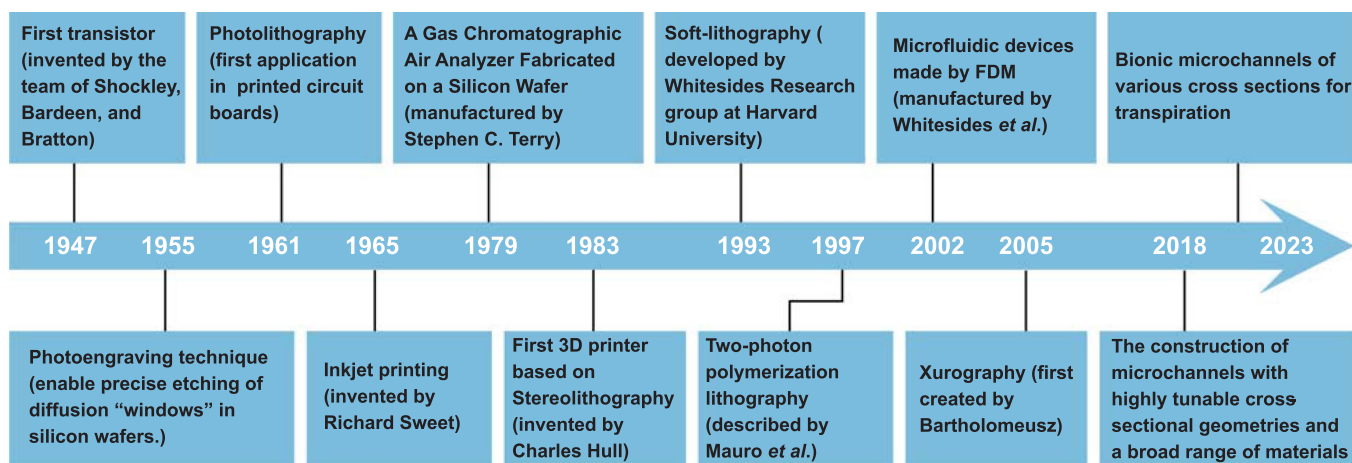 First transistor
(invented by the
team of Shockley,
Bardeen, and
Bratton)
Photolithography
(first application
in printed circuit
boards)
A Gas Chromatographic
Air Analyzer Fabricated
on a Silicon Wafer
(manufactured by
Stephen C. Terry)
Soft-lithography (
developed by
Whitesides Research
group at Harvard
University)
Microfluidic devices
made by FDM
(manufactured by
Whitesides et al.)
Bionic microchannels of
various cross sections for
transpiration
1947 1955 1961 1965 1979 1983 1993 1997 2002 2005 2018 2023
Photoengraving technique
(enable precise etching of
diffusion “windows” in
silicon wafers.)
Inkjet printing
(invented by
Richard Sweet)
First 3D printer
based on
Stereolithography
(invented by
Charles Hull)
Two-photon
polymerization
lithography
(described by
Mauro et al.)
Xurography (first
created by
Bartholomeusz)
The construction of
microchannels with
highly tunable cross-
sectional geometries and
a broad range of materials